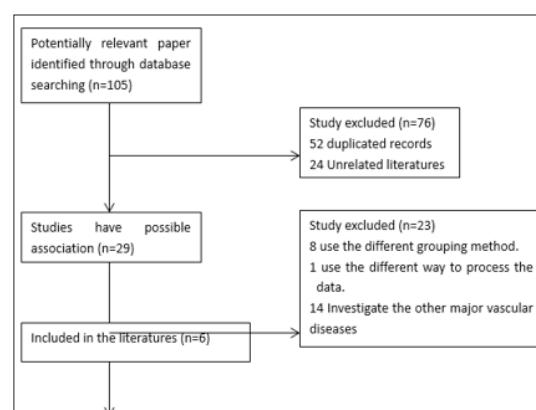 Potentially relevant paper
identified through database
searching (n=105)
Study excluded (n=76)
52 duplicated records
24 Unrelated literatures
Studies have possible
association (n=29)
Study excluded (n=23)
8 use the different grouping method.
1 use the different way to process the
data.
14 Investigate the other major vascular
diseases
Included in the literatures (n=6)